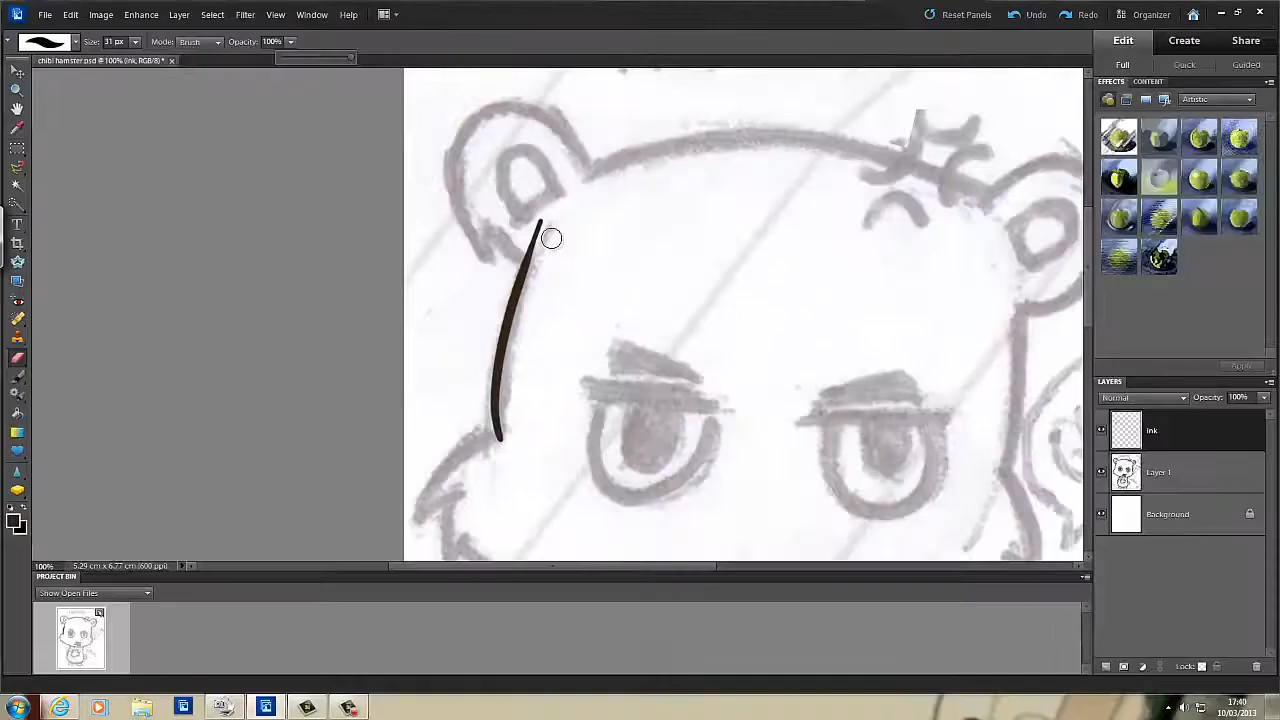 File Edit Image Enhance Layer Select Filter View Window Help Reset Panels Undo Redo Organizer
Size: 31 px Mode: Brush Opacity: 100% Edit Create Share
chibi hamster.psd @ 100% (ink, RGB/8) * x Full Quick Guided
EFFECTS CONTENT
Artistic
Apply
LAYERS
Normal Opacity: 100%
ink
Layer 1
Background
100% 5.29 cm x 6.77 cm (600 ppi)
PROJECT BIN
Show Open Files
Lock:
17:40
10/03/2013